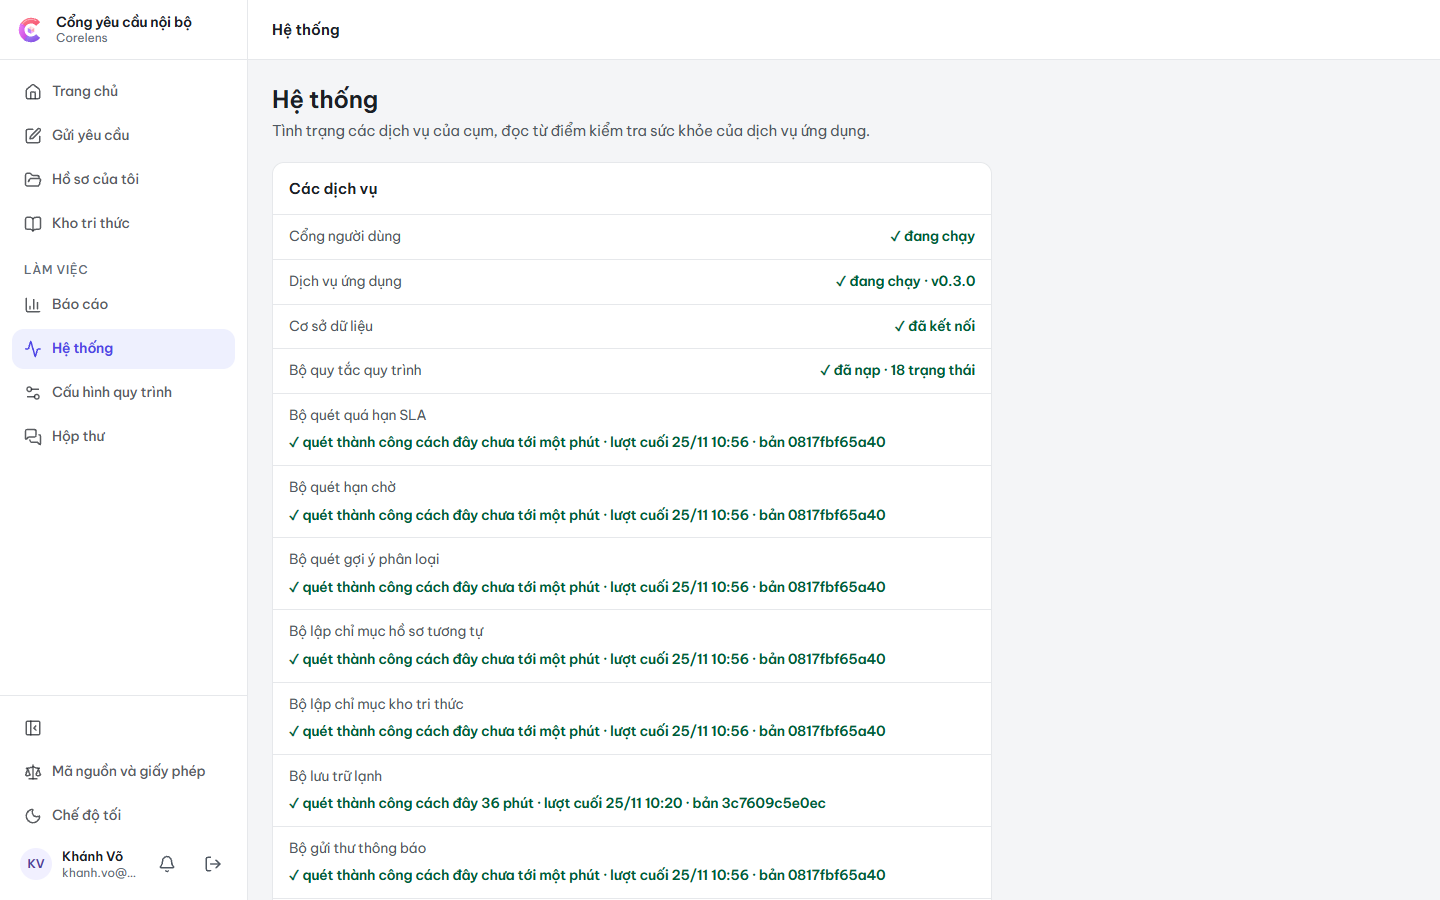 Cổng yêu cầu nội bộ
Corelens
Trang chủ
Gửi yêu cầu
Hồ sơ của tôi
Kho tri thức
LÀM VIỆC
Báo cáo
Hệ thống
Cấu hình quy trình
Hộp thư
Mã nguồn và giấy phép
Chế độ tối
KV
Khánh Võ
khanh.vo@...
Hệ thống
Hệ thống
Tình trạng các dịch vụ của cụm, đọc từ điểm kiểm tra sức khỏe của dịch vụ ứng dụng.
Các dịch vụ
Cổng người dùng ✓ đang chạy
Dịch vụ ứng dụng ✓ đang chạy · v0.3.0
Cơ sở dữ liệu ✓ đã kết nối
Bộ quy tắc quy trình ✓ đã nạp · 18 trạng thái
Bộ quét quá hạn SLA
✓ quét thành công cách đây chưa tới một phút · lượt cuối 25/11 10:56 · bản 0817fbf65a40
Bộ quét hạn chờ
✓ quét thành công cách đây chưa tới một phút · lượt cuối 25/11 10:56 · bản 0817fbf65a40
Bộ quét gợi ý phân loại
✓ quét thành công cách đây chưa tới một phút · lượt cuối 25/11 10:56 · bản 0817fbf65a40
Bộ lập chỉ mục hồ sơ tương tự
✓ quét thành công cách đây chưa tới một phút · lượt cuối 25/11 10:56 · bản 0817fbf65a40
Bộ lập chỉ mục kho tri thức
✓ quét thành công cách đây chưa tới một phút · lượt cuối 25/11 10:56 · bản 0817fbf65a40
Bộ lưu trữ lạnh
✓ quét thành công cách đây 36 phút · lượt cuối 25/11 10:20 · bản 3c7609c5e0ec
Bộ gửi thư thông báo
✓ quét thành công cách đây chưa tới một phút · lượt cuối 25/11 10:56 · bản 0817fbf65a40